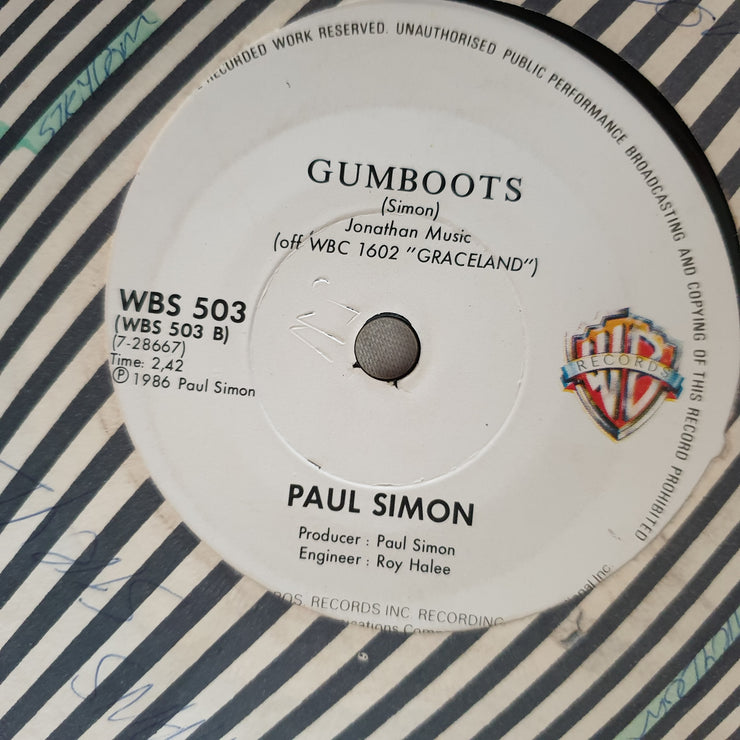 RECORDED WORK RESERVED. UNAUTHORISED PUBLIC PERFORMANCE BROADCASTING AND COPYING OF THIS RECORD PROHIBITED
GUMBOOTS
(Simon)
Jonathan Music
(off WBC 1602 "GRACELAND")
WBS 503
(WBS 503 B)
(7-28667)
Time: 2,42
Ⓟ 1986 Paul Simon
WB
RECORDS
PAUL SIMON
Producer : Paul Simon
Engineer : Roy Halee
RECORDS INC. RECORDING